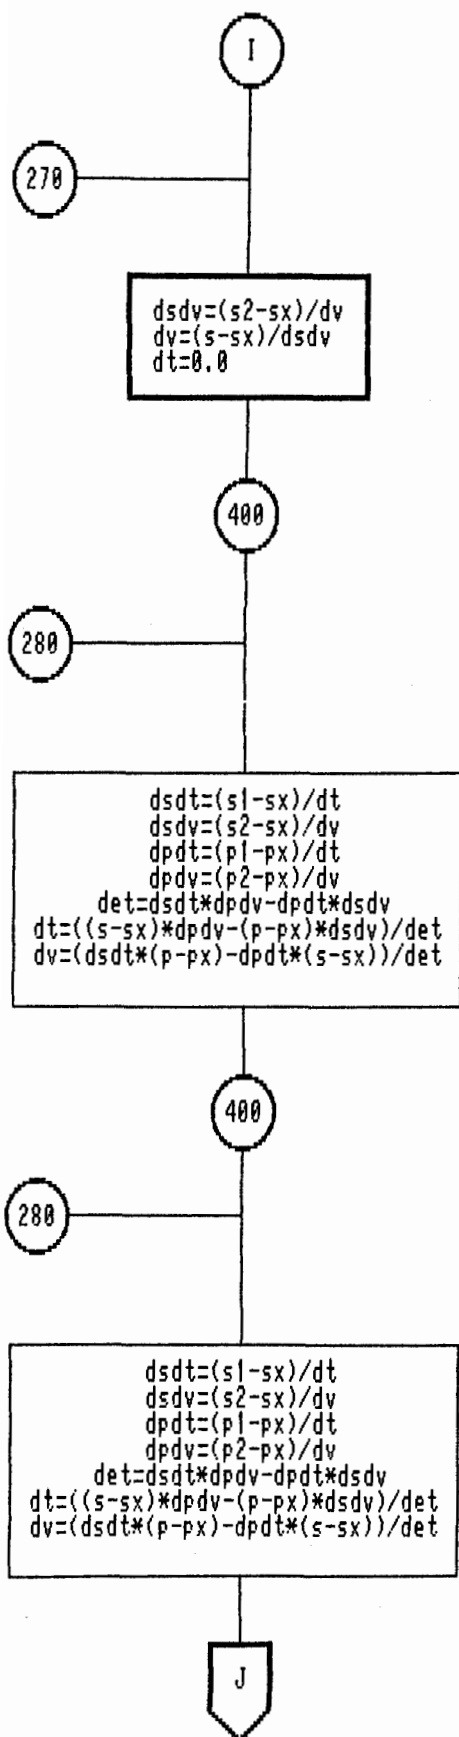 I
270
dsdv=(s2-sx)/dv
dv=(s-sx)/dsdv
dt=0.0
400
280
dsdt=(s1-sx)/dt
dsdv=(s2-sx)/dv
dpdt=(p1-px)/dt
dpdv=(p2-px)/dv
det=dsdt*dpdv-dpdt*dsdv
dt=((s-sx)*dpdv-(p-px)*dsdv)/det
dv=(dsdt*(p-px)-dpdt*(s-sx))/det
400
280
dsdt=(s1-sx)/dt
dsdv=(s2-sx)/dv
dpdt=(p1-px)/dt
dpdv=(p2-px)/dv
det=dsdt*dpdv-dpdt*dsdv
dt=((s-sx)*dpdv-(p-px)*dsdv)/det
dv=(dsdt*(p-px)-dpdt*(s-sx))/det
J